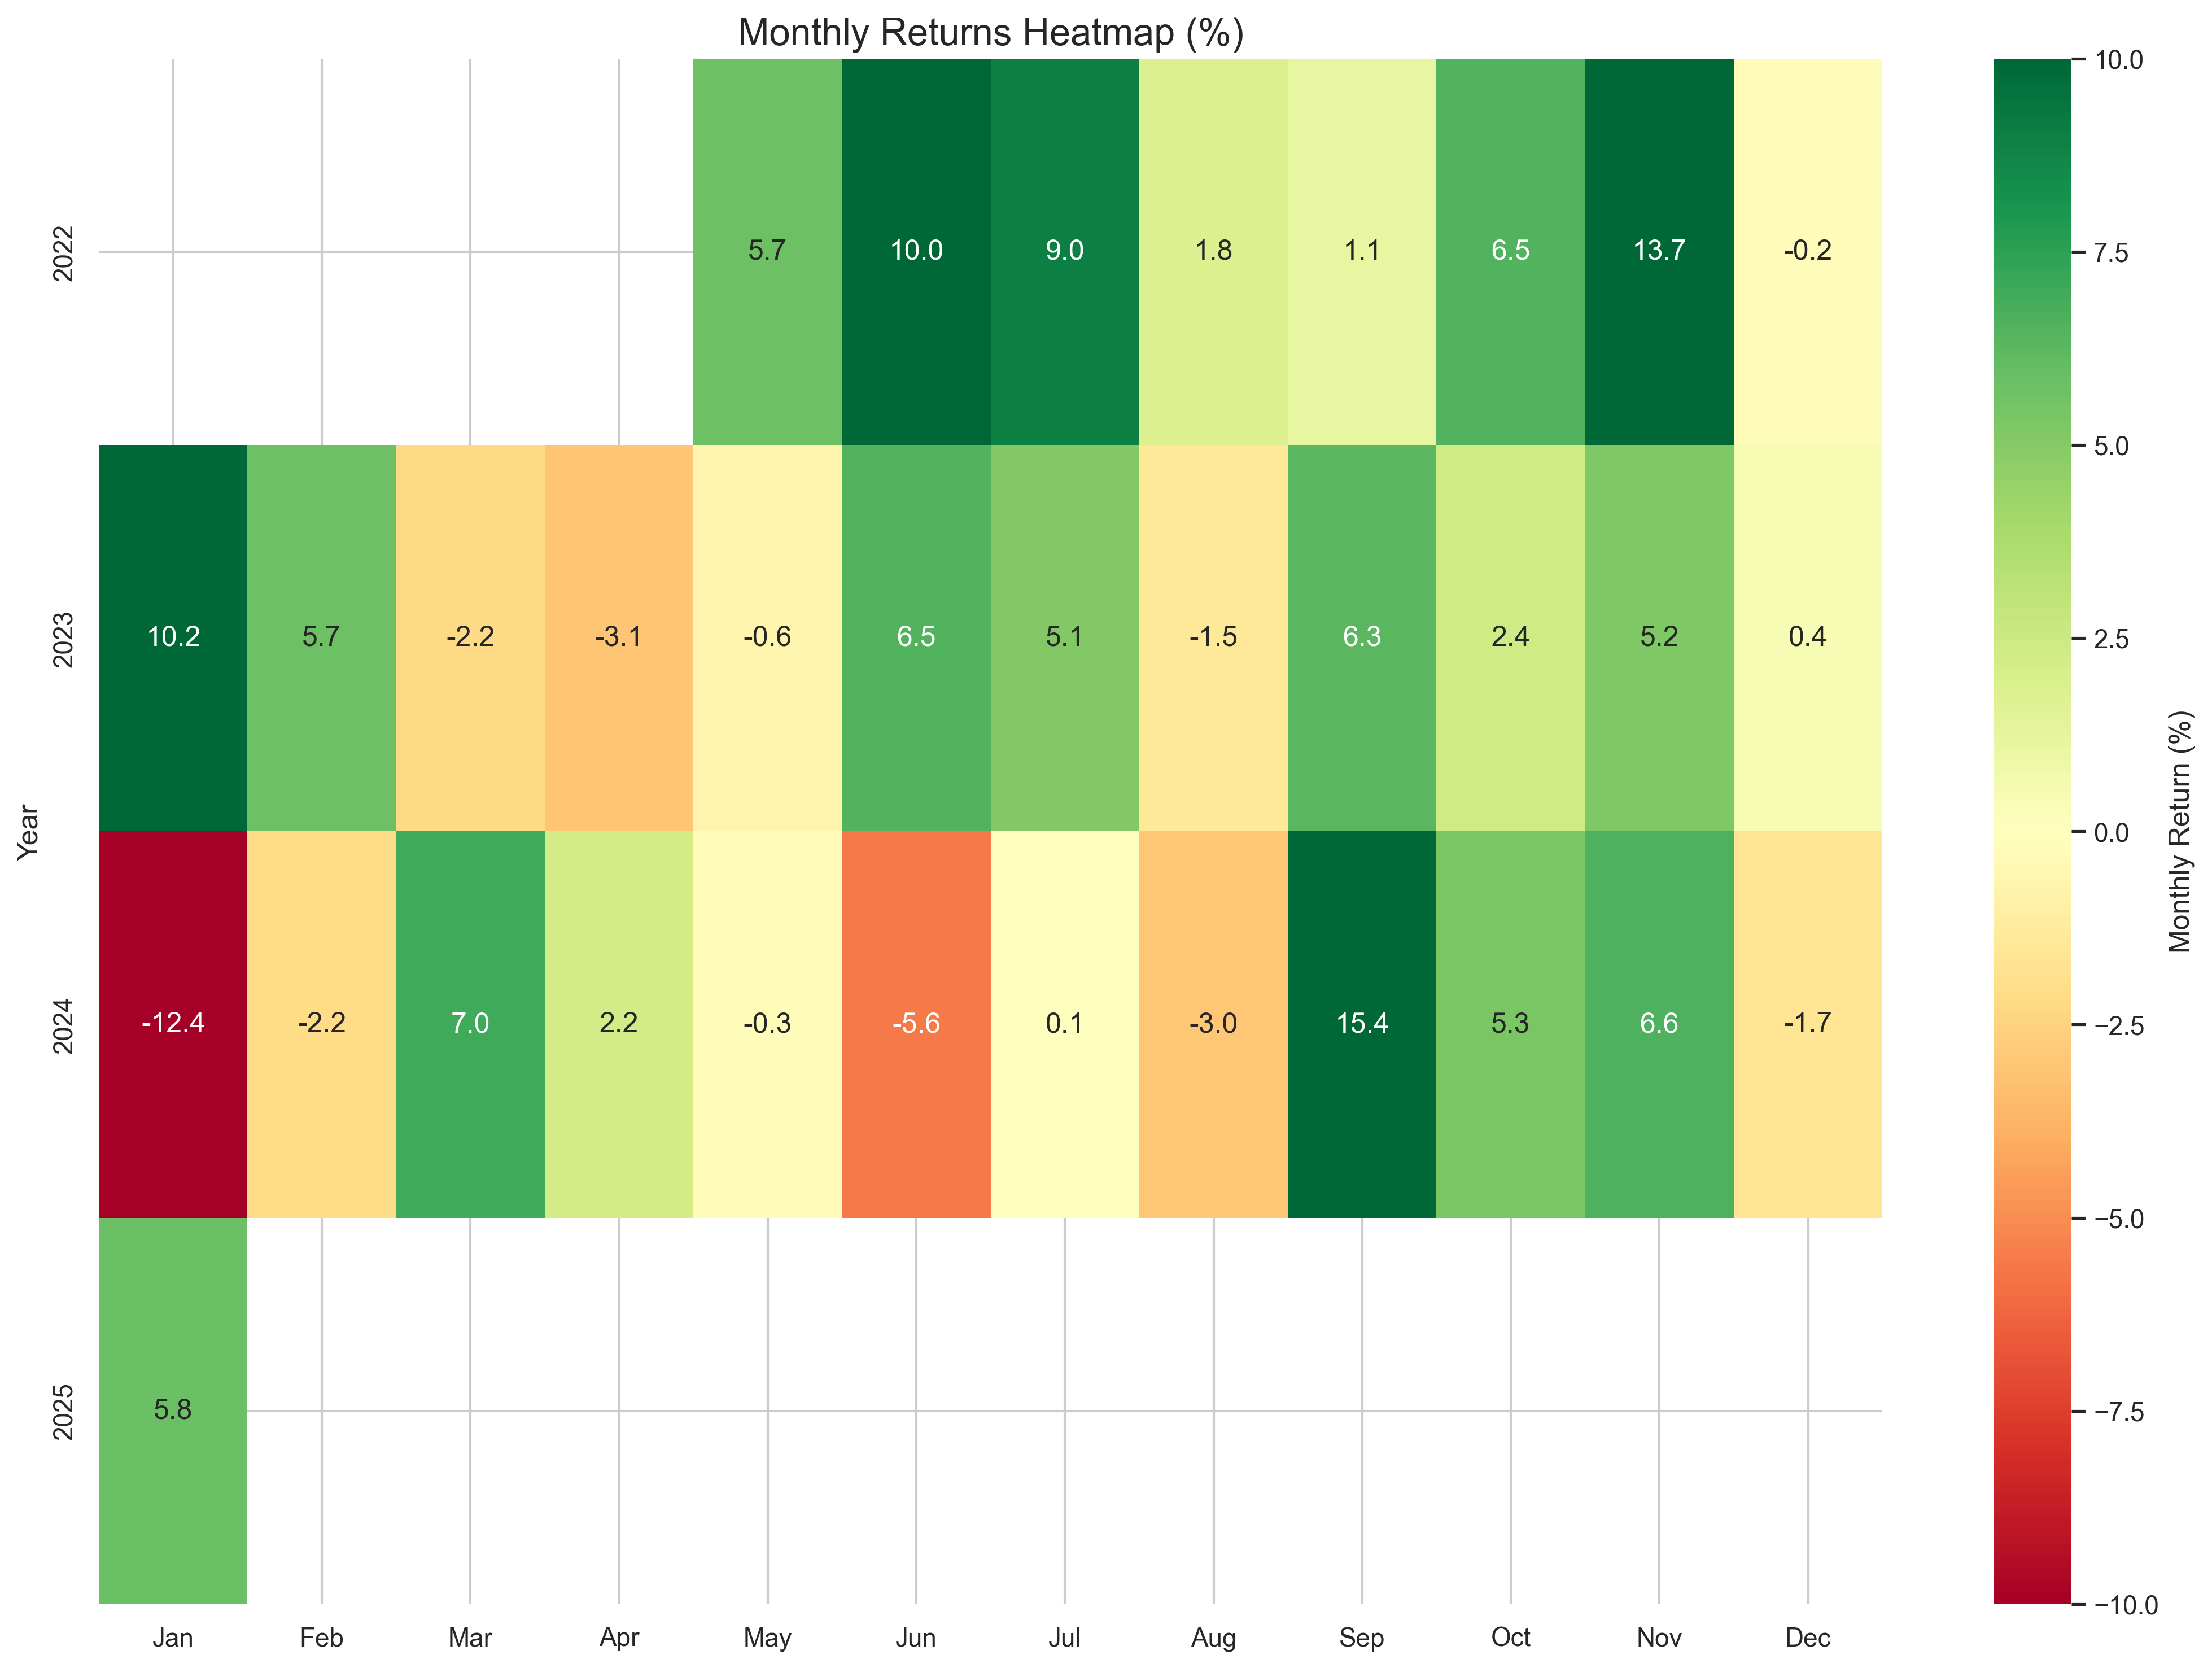 Monthly Returns Heatmap (%)
2022
5.7 10.0 9.0 1.8 1.1 6.5 13.7 -0.2
2023
10.2 5.7 -2.2 -3.1 -0.6 6.5 5.1 -1.5 6.3 2.4 5.2 0.4
Year
2024
-12.4 -2.2 7.0 2.2 -0.3 -5.6 0.1 -3.0 15.4 5.3 6.6 -1.7
2025
5.8
Jan Feb Mar Apr May Jun Jul Aug Sep Oct Nov Dec
10.0
7.5
5.0
2.5
0.0
−2.5
−5.0
−7.5
−10.0
Monthly Return (%)